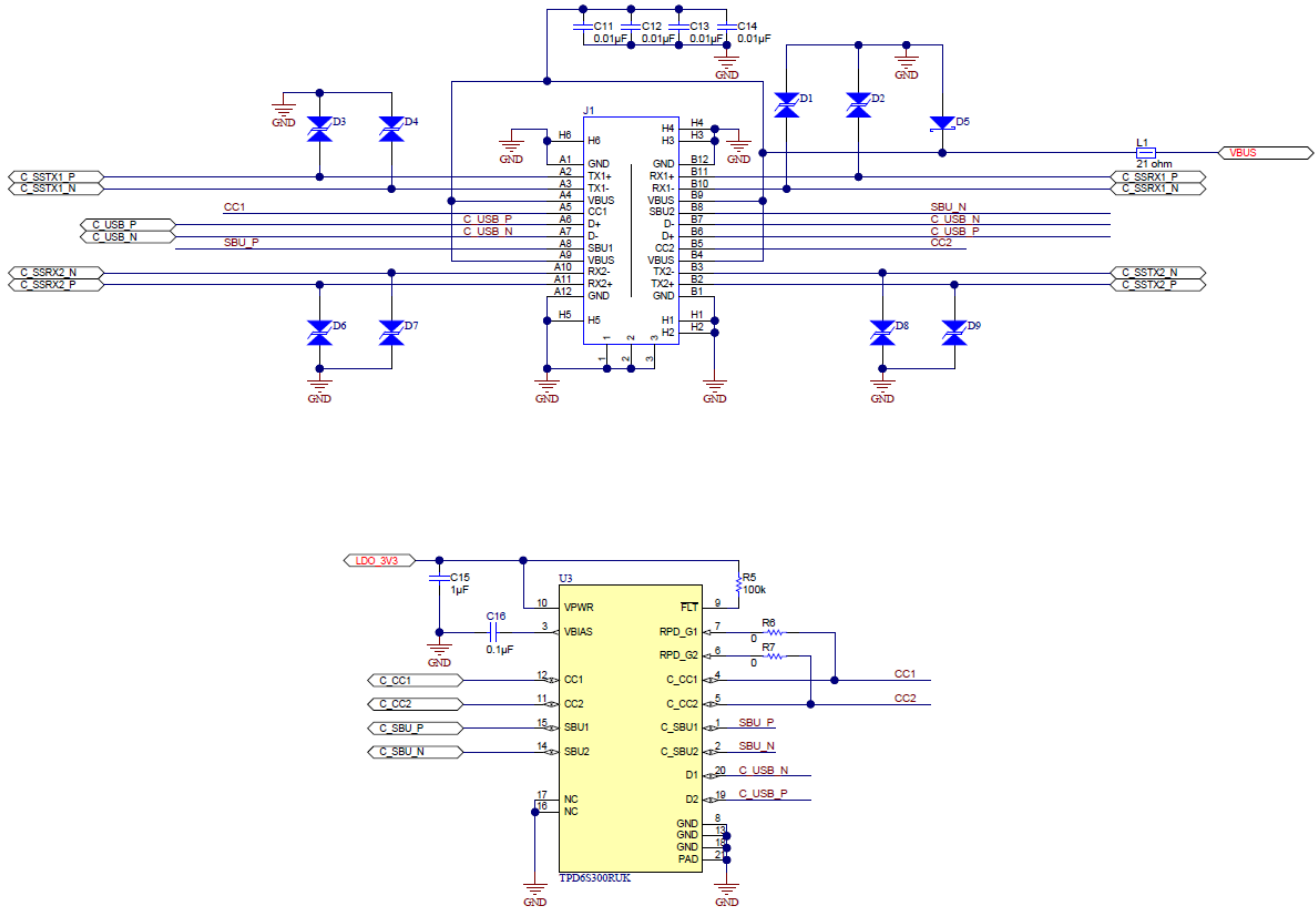 C11 C12 C13 C14
0.01µF 0.01µF 0.01µF 0.01µF
GND
GND
D1 D2
D5
GND
D3 D4
J1
L1
21 ohm
VBUS
GND
GND
H6 H6
H4 H4
H3 H3
A1 GND
GND B12
C_SSTX1_P
A2 TX1+
RX1+ B11
C_SSRX1_P
C_SSTX1_N
A3 TX1-
RX1- B10
C_SSRX1_N
A4 VBUS
VBUS B9
CC1
A5 CC1
SBU2 B8
SBU_N
C_USB_P
C_USB_P
A6 D+
D- B7
C_USB_N
C_USB_N
C_USB_N
A7 D-
D+ B6
C_USB_P
SBU_P
A8 SBU1
CC2 B5
CC2
A9 VBUS
VBUS B4
C_SSRX2_N
A10 RX2-
TX2- B3
C_SSTX2_N
C_SSRX2_P
A11 RX2+
TX2+ B2
C_SSTX2_P
A12 GND
GND B1
H5 H5
H1 H1
H2 H2
D6 D7
D8 D9
1 2 3
1 2 3
GND
GND
GND
GND
LDO_3V3
C15
1µF
U3
R5
100k
10 VPWR
FLT 9
C16
0.1µF
3 VBIAS
RPD_G1 7
R6
0
GND
RPD_G2 6
R7
0
C_CC1
12 CC1
C_CC1 4
CC1
C_CC2
11 CC2
C_CC2 5
CC2
C_SBU_P
15 SBU1
C_SBU1 1 SBU_P
C_SBU_N
14 SBU2
C_SBU2 2 SBU_N
D1 20 C_USB_N
D2 19 C_USB_P
17 NC
16 NC
GND 8
GND 13
GND 18
PAD 21
TPD6S300RUK
GND
GND